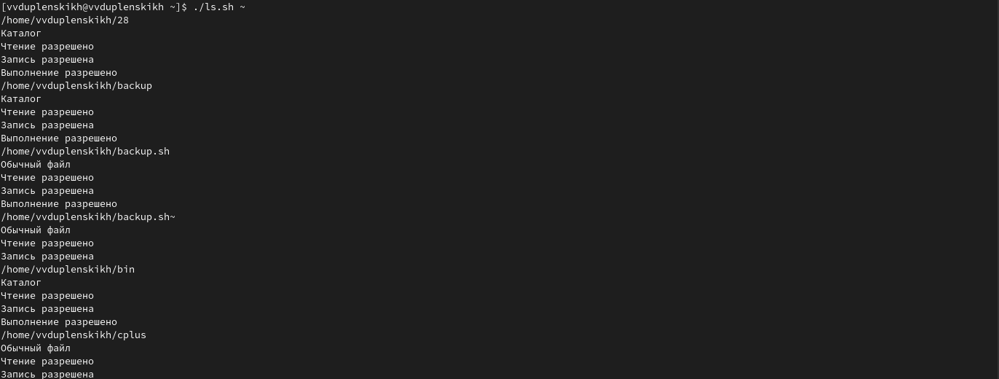 [vvduplenskikh@vvduplenskikh ~]$ ./ls.sh ~
/home/vvduplenskikh/28
Каталог
Чтение разрешено
Запись разрешена
Выполнение разрешено
/home/vvduplenskikh/backup
Каталог
Чтение разрешено
Запись разрешена
Выполнение разрешено
/home/vvduplenskikh/backup.sh
Обычный файл
Чтение разрешено
Запись разрешена
Выполнение разрешено
/home/vvduplenskikh/backup.sh~
Обычный файл
Чтение разрешено
Запись разрешена
/home/vvduplenskikh/bin
Каталог
Чтение разрешено
Запись разрешена
Выполнение разрешено
/home/vvduplenskikh/cplus
Обычный файл
Чтение разрешено
Запись разрешена